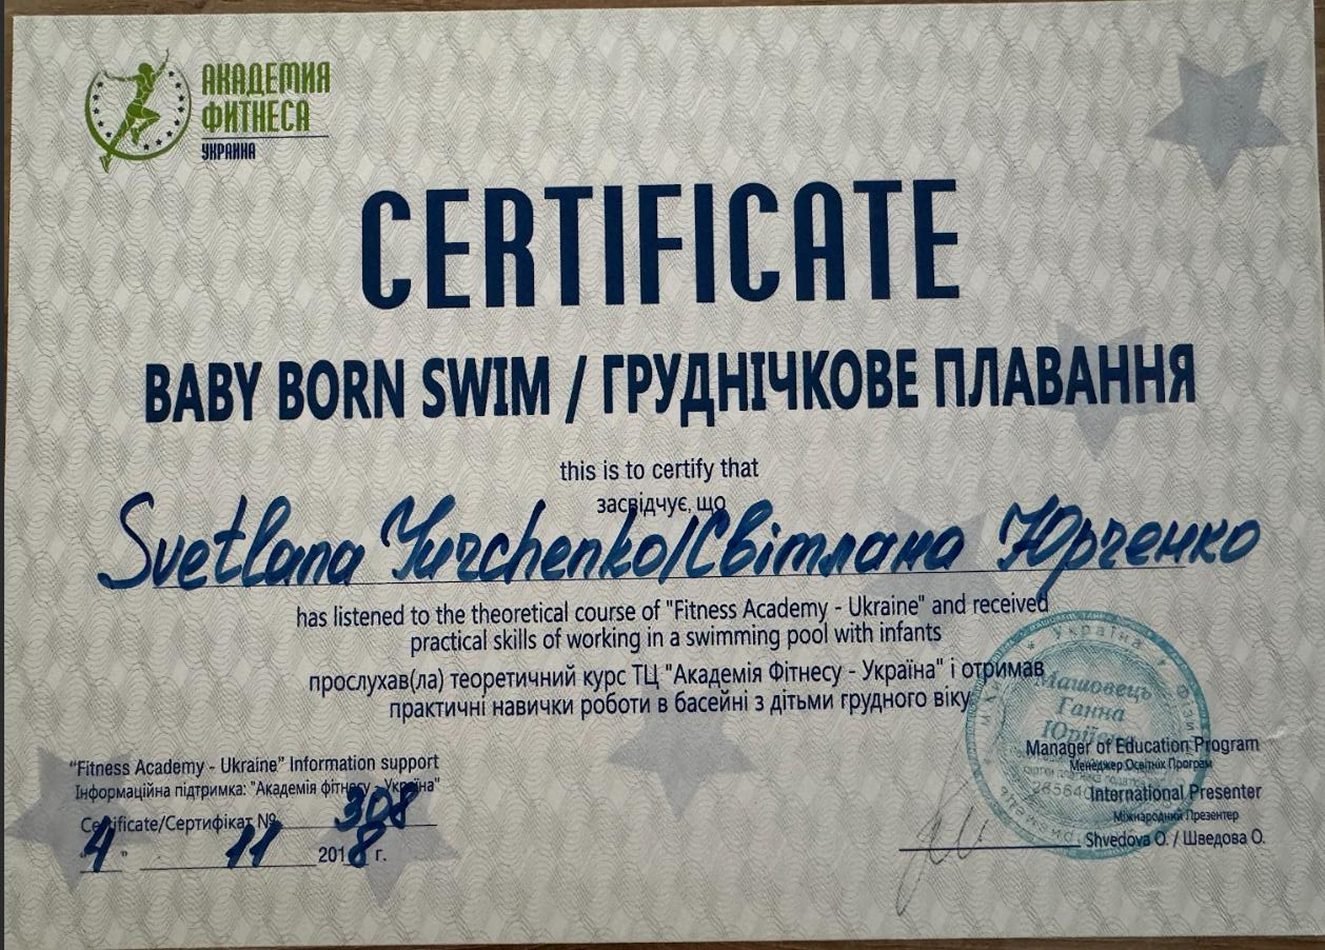 АКАДЕМИЯ
ФИТНЕСА
УКРАИНА
CERTIFICATE
BABY BORN SWIM / ГРУДНІЧКОВЕ ПЛАВАННЯ
this is to certify that
засвідчує, що
Svetlana Yurchenko/Світлана Юрченко
has listened to the theoretical course of "Fitness Academy - Ukraine" and received
practical skills of working in a swimming pool with infants
прослухав(ла) теоретичний курс ТЦ "Академія Фітнесу - Україна" і отримав
практичні навички роботи в басейні з дітьми грудного віку
"Fitness Academy - Ukraine" Information support
Інформаційна підтримка: "Академія фітнесу - Україна"
Certificate/Сертифікат № 308
"4" 11 2018 г.
Україна
Машовець
Ганна
Юріївна
Manager of Education Program
Менеджер Освітніх Програм
International Presenter
Міжнародний Презентер
Shvedova O. / Шведова О.